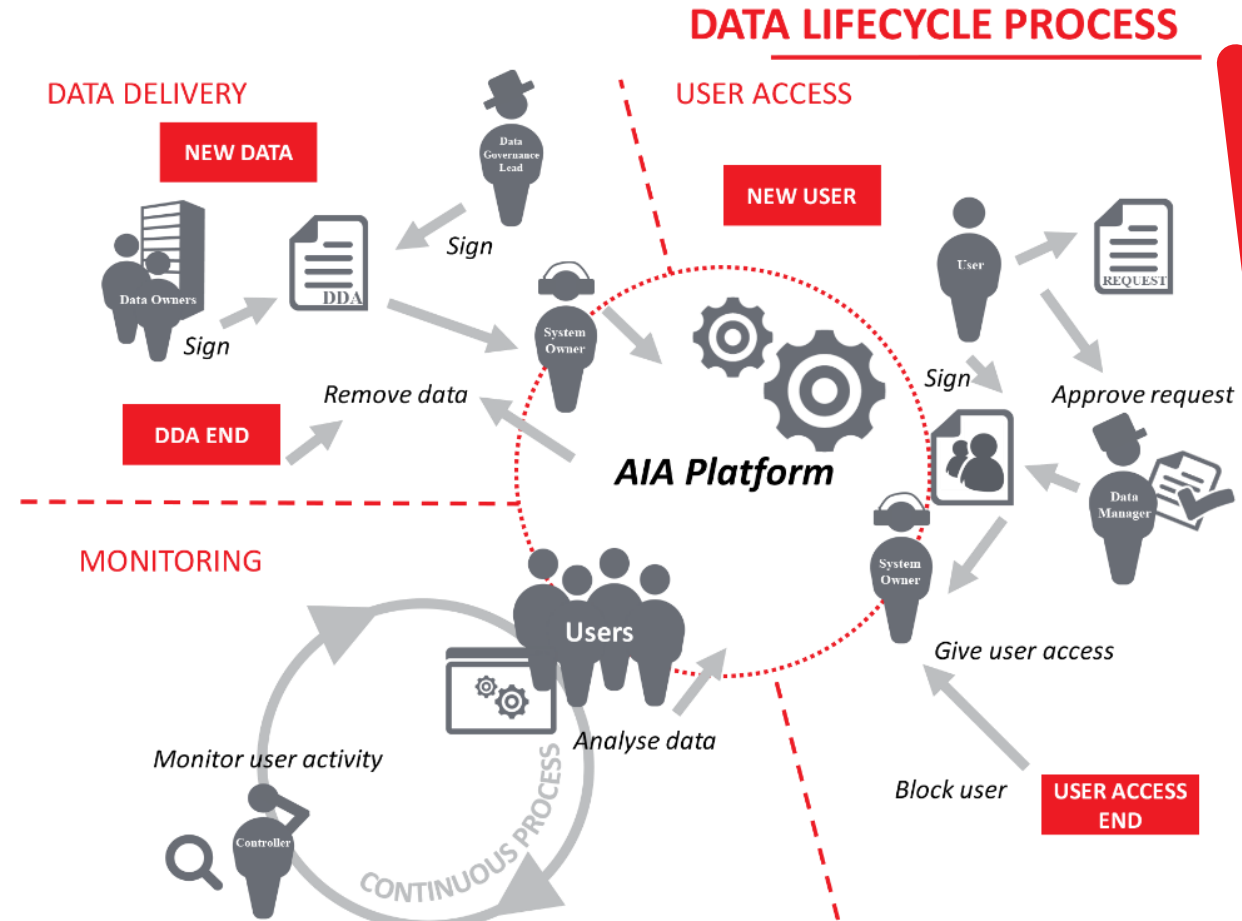 DATA LIFECYCLE PROCESS
DATA DELIVERY
USER ACCESS
NEW DATA
Data
Governance
Lead
NEW USER
Sign
User
REQUEST
Data Owners
DDA
Sign
System
Owner
Remove data
Sign
Approve request
DDA END
AIA Platform
Data
Manager
System
Owner
MONITORING
Users
Give user access
Analyse data
Monitor user activity
Block user
USER ACCESS
END
Controller
CONTINUOUS PROCESS